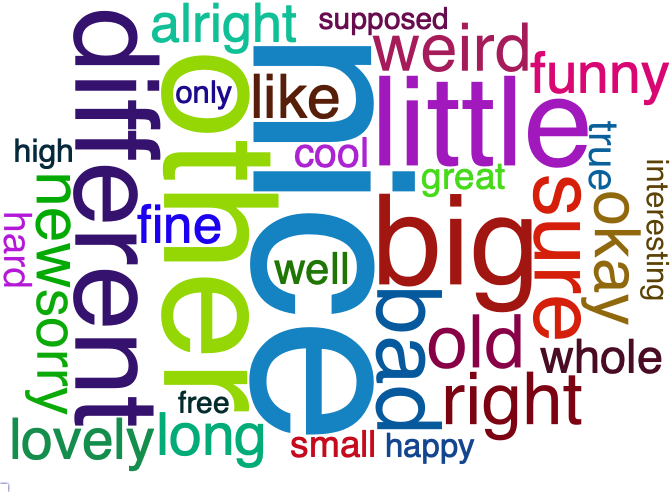 different
alright
supposed
weird
funny
other
only
like
nice
little
cool
great
true
interesting
high
new
sorry
hard
fine
well
big
sure
okay
bad
old
whole
right
free
lovely
long
small
happy